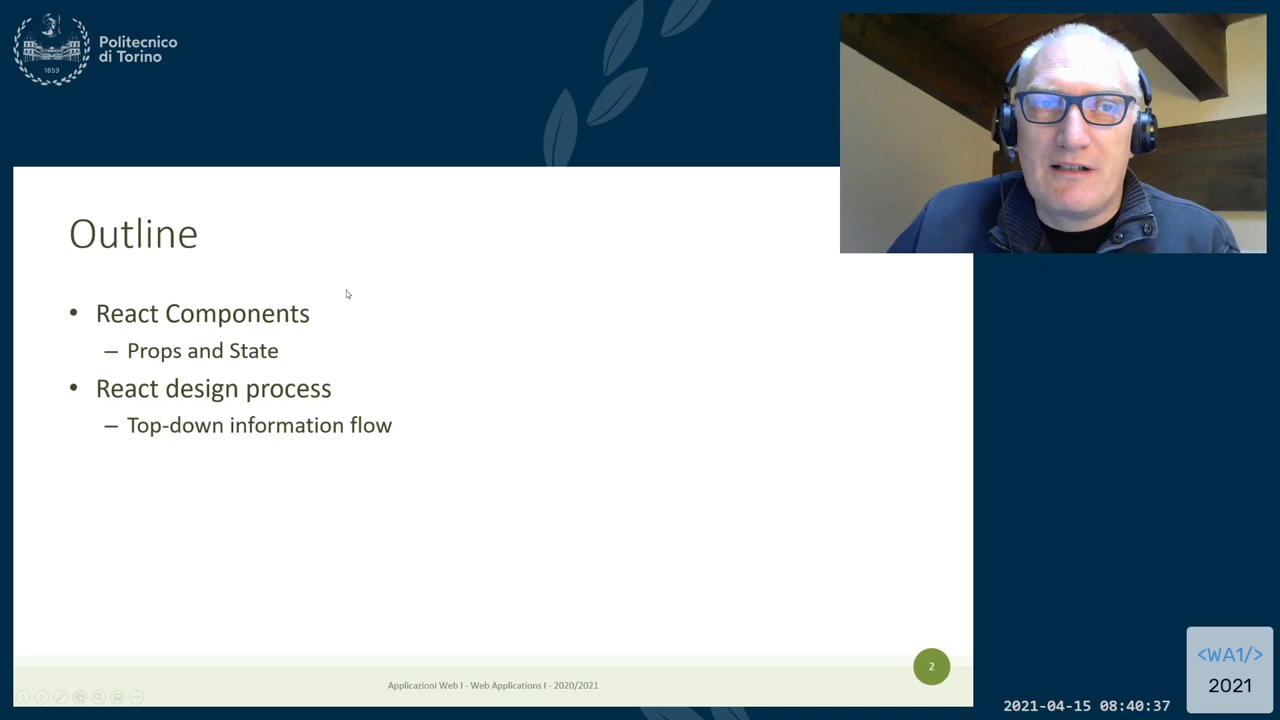 Politecnico
di Torino
1859
Outline
• React Components
– Props and State
• React design process
– Top-down information flow
2
Applicazioni Web I - Web Applications I - 2020/2021
<WA1/>
2021
2021-04-15 08:40:37